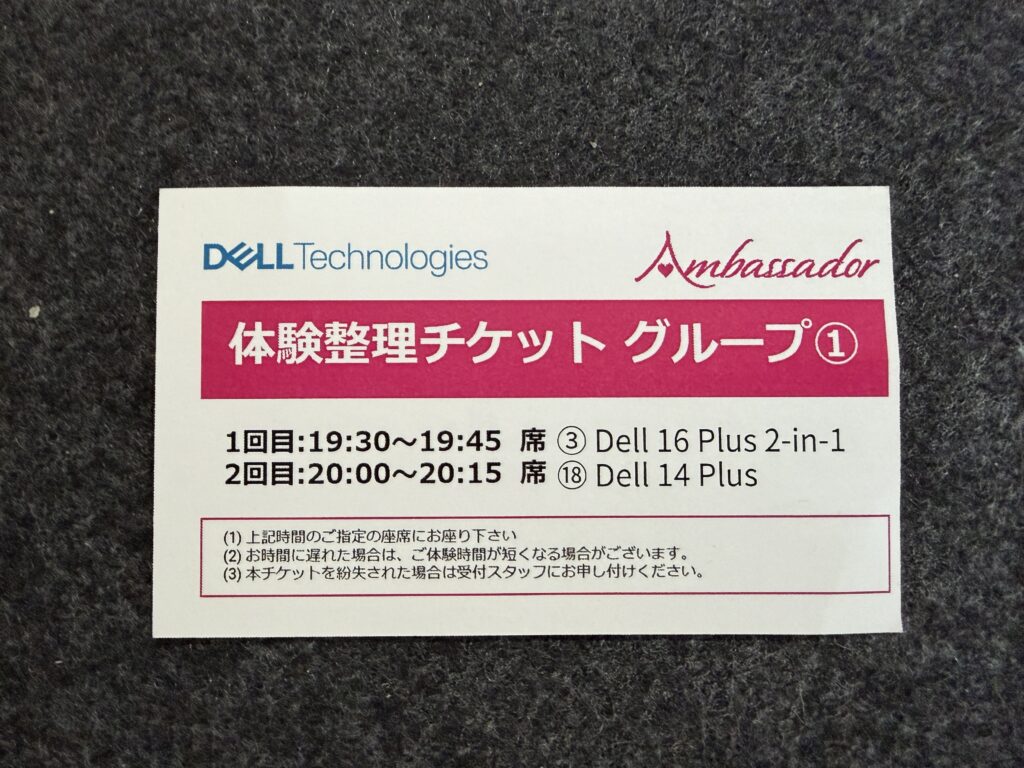 DELL Technologies
Ambassador
体験整理チケット グループ①
1回目:19:30～19:45 席 ③ Dell 16 Plus 2-in-1
2回目:20:00～20:15 席 ⑱ Dell 14 Plus
(1) 上記時間のご指定の座席にお座り下さい
(2) お時間に遅れた場合は、ご体験時間が短くなる場合がございます。
(3) 本チケットを紛失された場合は受付スタッフにお申し付けください。